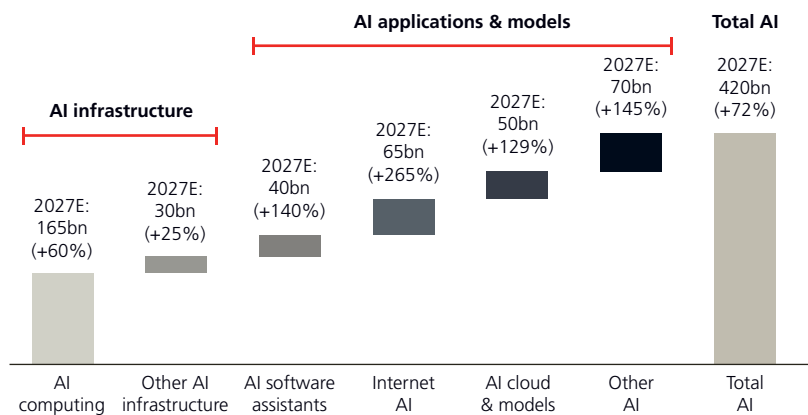 AI applications & models
Total AI
AI infrastructure
2027E:
165bn
(+60%)
2027E:
30bn
(+25%)
2027E:
40bn
(+140%)
2027E:
65bn
(+265%)
2027E:
50bn
(+129%)
2027E:
70bn
(+145%)
2027E:
420bn
(+72%)
AI
computing
Other AI
infrastructure
AI software
assistants
Internet
AI
AI cloud
& models
Other
AI
Total
AI